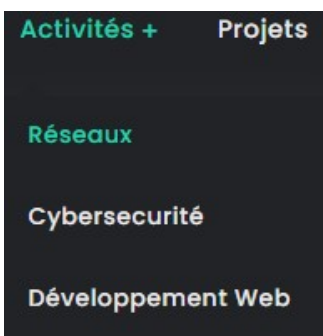 Activités + Projets
Réseaux
Cybersecurité
Développement Web